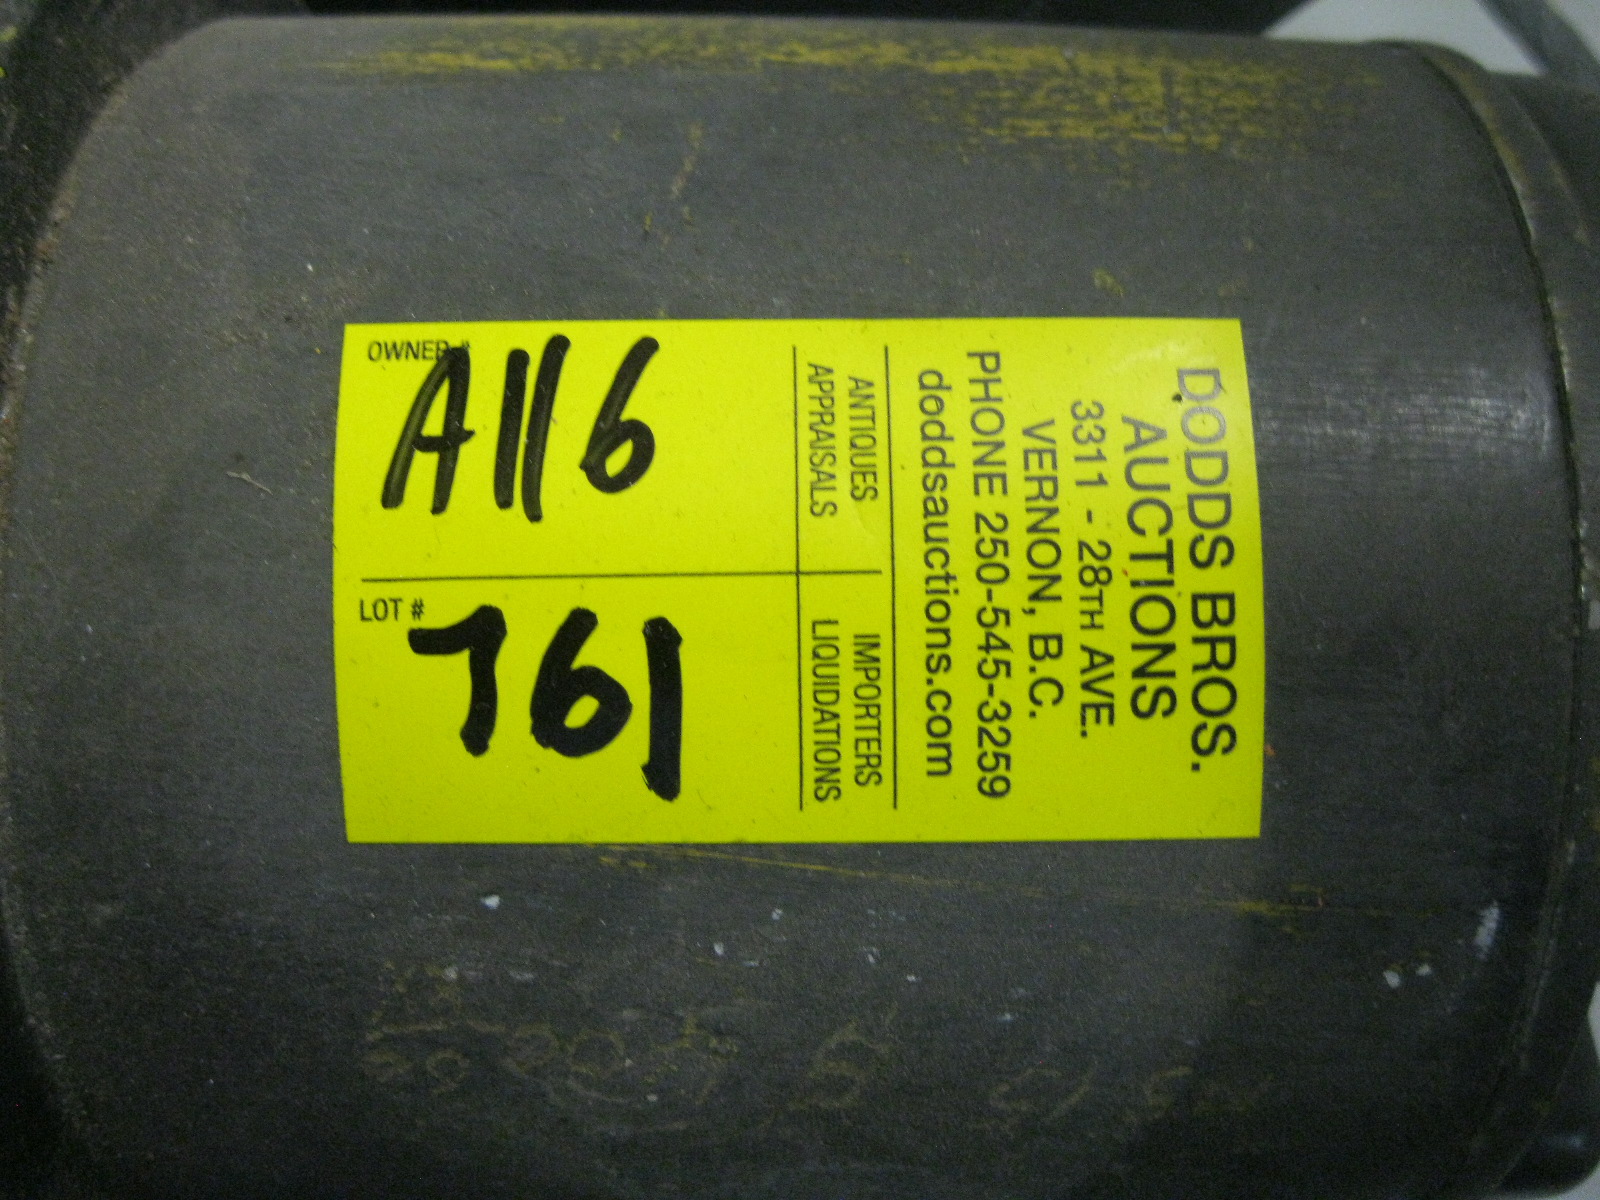 DODDS BROS.
AUCTIONS
3311 - 28TH AVE.
VERNON, B.C.
PHONE 250-545-3259
doddsauctions.com
ANTIQUES
APPRAISALS
IMPORTERS
LIQUIDATIONS
OWNER #
A116
LOT #
761